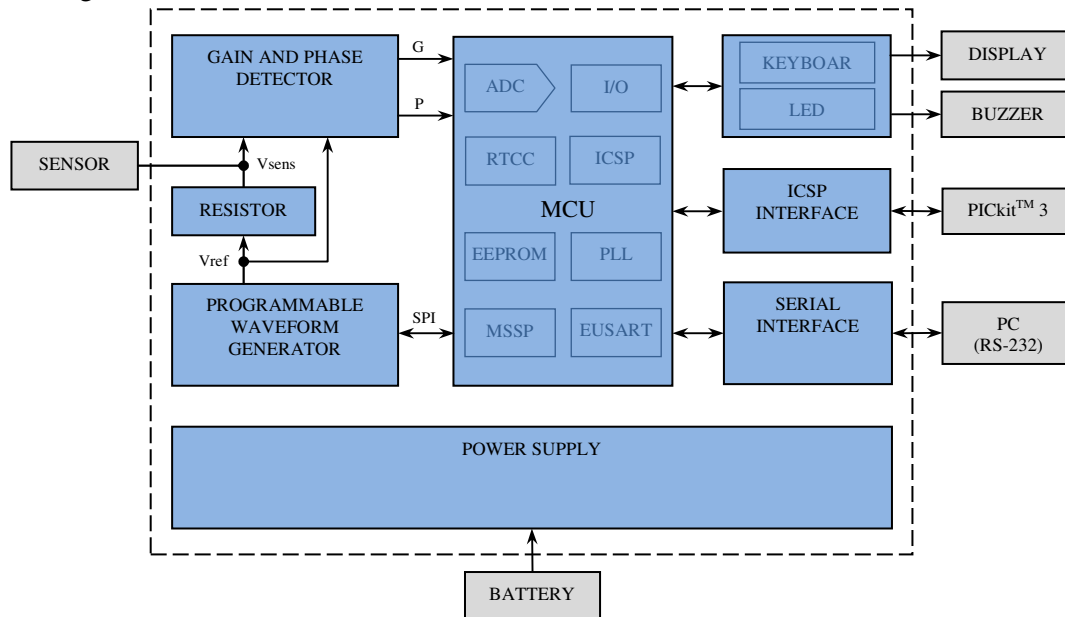 GAIN AND PHASE
DETECTOR
G
P
ADC
I/O
RTCC
ICSP
MCU
EEPROM
PLL
MSSP
EUSART
KEYBOAR
LED
DISPLAY
BUZZER
SENSOR
Vsens
RESISTOR
Vref
PROGRAMMABLE
WAVEFORM
GENERATOR
SPI
ICSP
INTERFACE
PICkit™ 3
SERIAL
INTERFACE
PC
(RS-232)
POWER SUPPLY
BATTERY